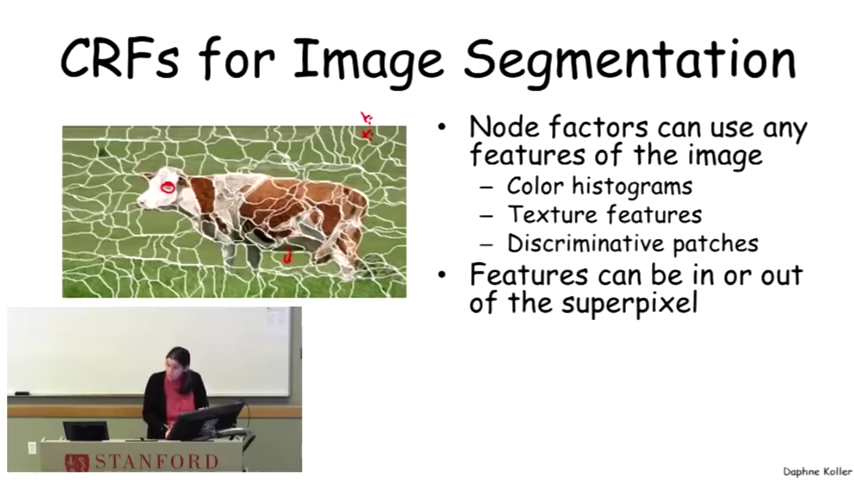 CRFs for Image Segmentation
• Node factors can use any
features of the image
– Color histograms
– Texture features
– Discriminative patches
• Features can be in or out
of the superpixel
STANFORD
Daphne Koller